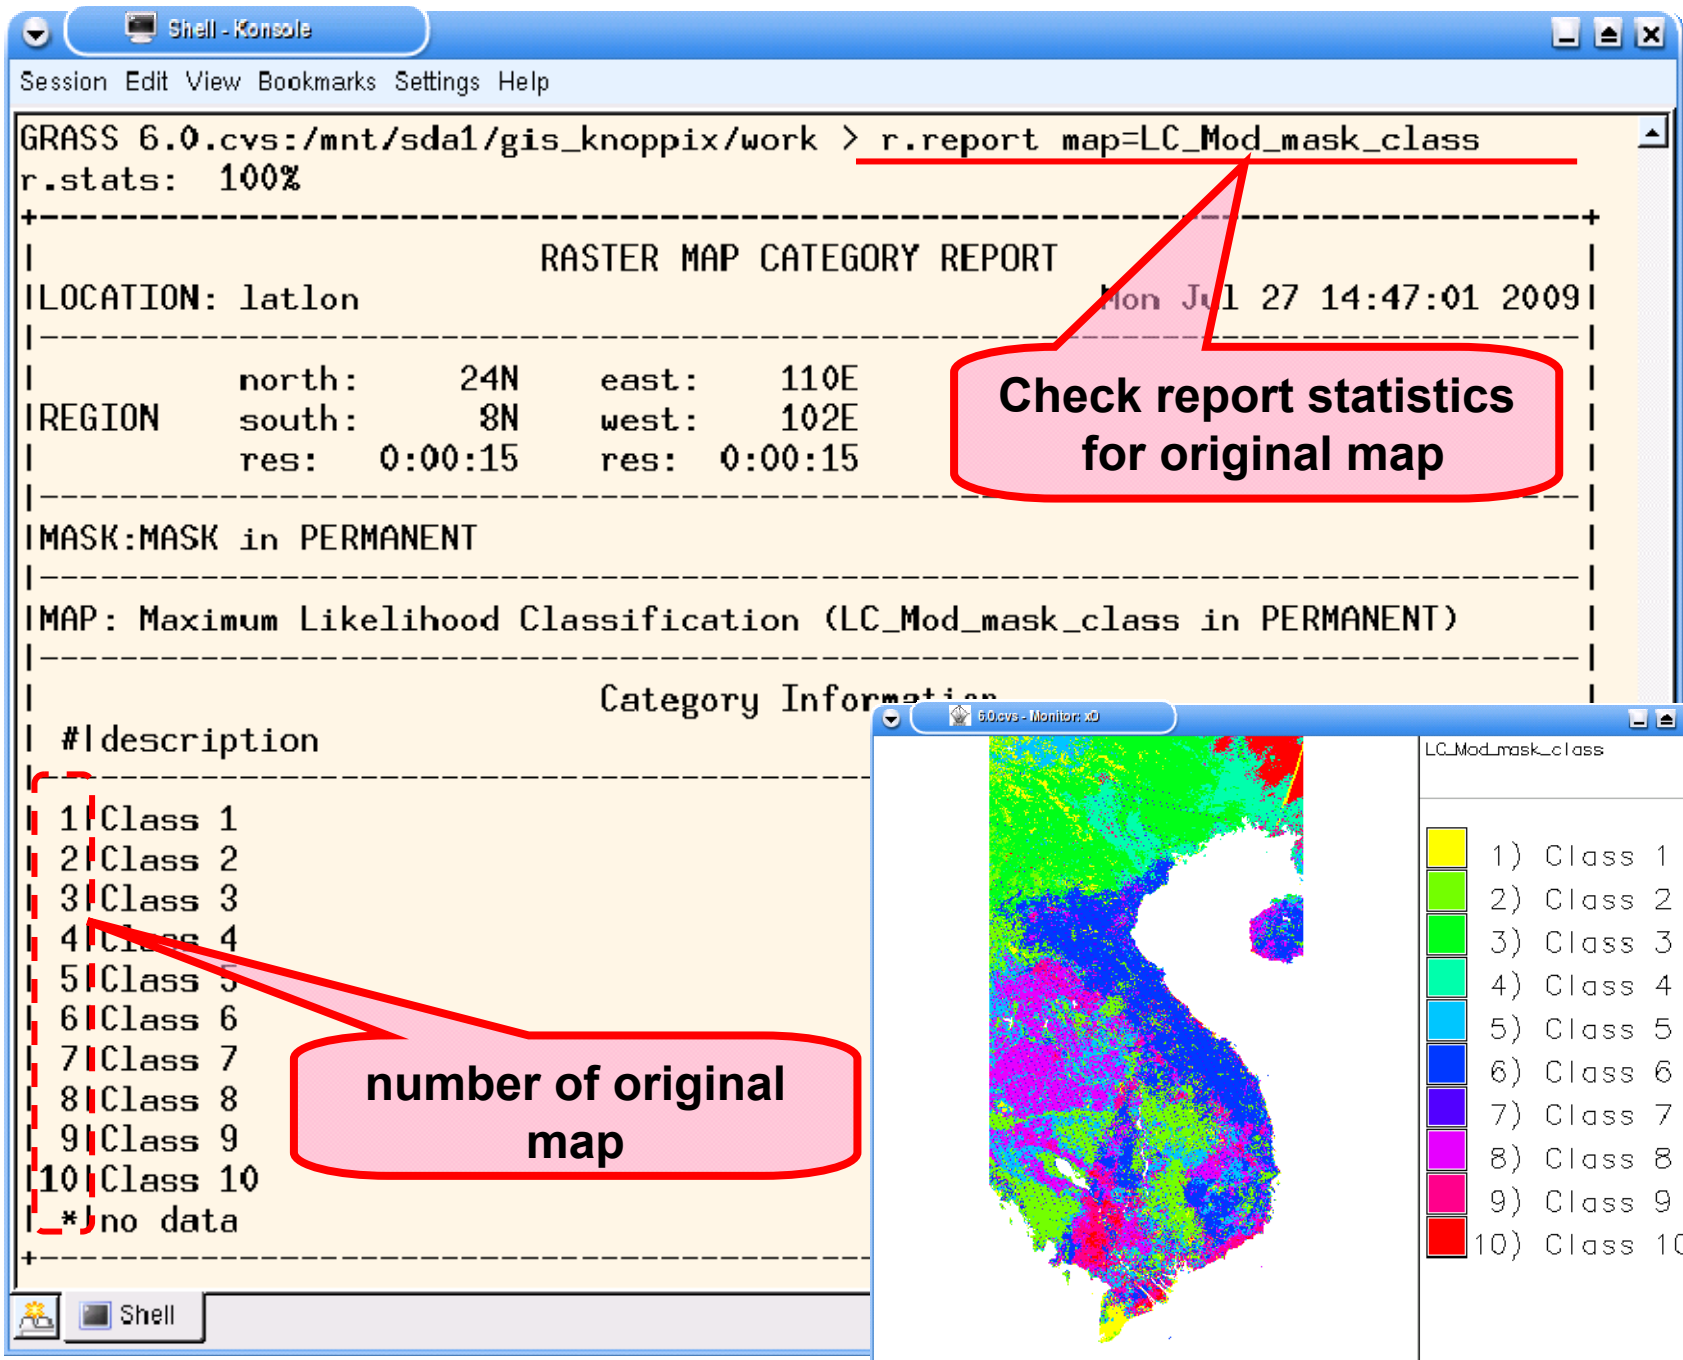 Shell - Konsole
Session Edit View Bookmarks Settings Help
GRASS 6.0.cvs:/mnt/sda1/gis_knoppix/work > r.report map=LC_Mod_mask_class
r.stats: 100%
RASTER MAP CATEGORY REPORT
LOCATION: latlon Mon Jul 27 14:47:01 2009
north: 24N east: 110E
REGION south: 8N west: 102E
res: 0:00:15 res: 0:00:15
Check report statistics
for original map
MASK:MASK in PERMANENT
MAP: Maximum Likelihood Classification (LC_Mod_mask_class in PERMANENT)
Category Information
#|description
1|Class 1
2|Class 2
3|Class 3
4|Class 4
5|Class 5
6|Class 6
7|Class 7
8|Class 8
9|Class 9
10|Class 10
*|no data
number of original
map
Shell
6.0.cvs - Monitor: x0
LC_Mod_mask_class
1) Class 1
2) Class 2
3) Class 3
4) Class 4
5) Class 5
6) Class 6
7) Class 7
8) Class 8
9) Class 9
10) Class 10